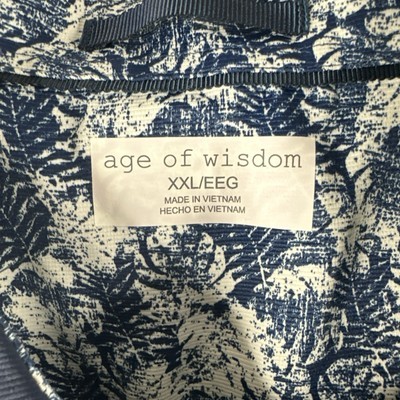 age of wisdom
XXL/EEG
MADE IN VIETNAM
HECHO EN VIETNAM